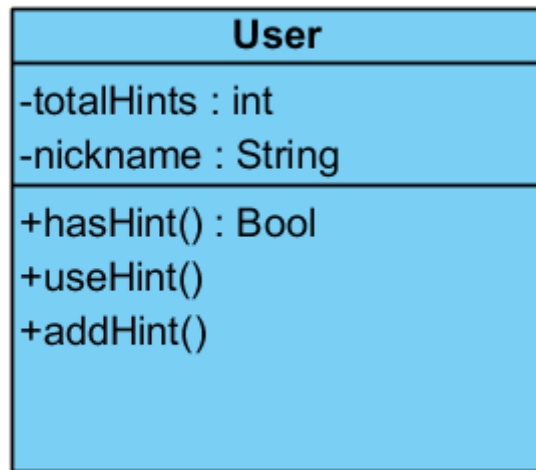 User
-totalHints : int
-nickname : String
+hasHint() : Bool
+useHint()
+addHint()